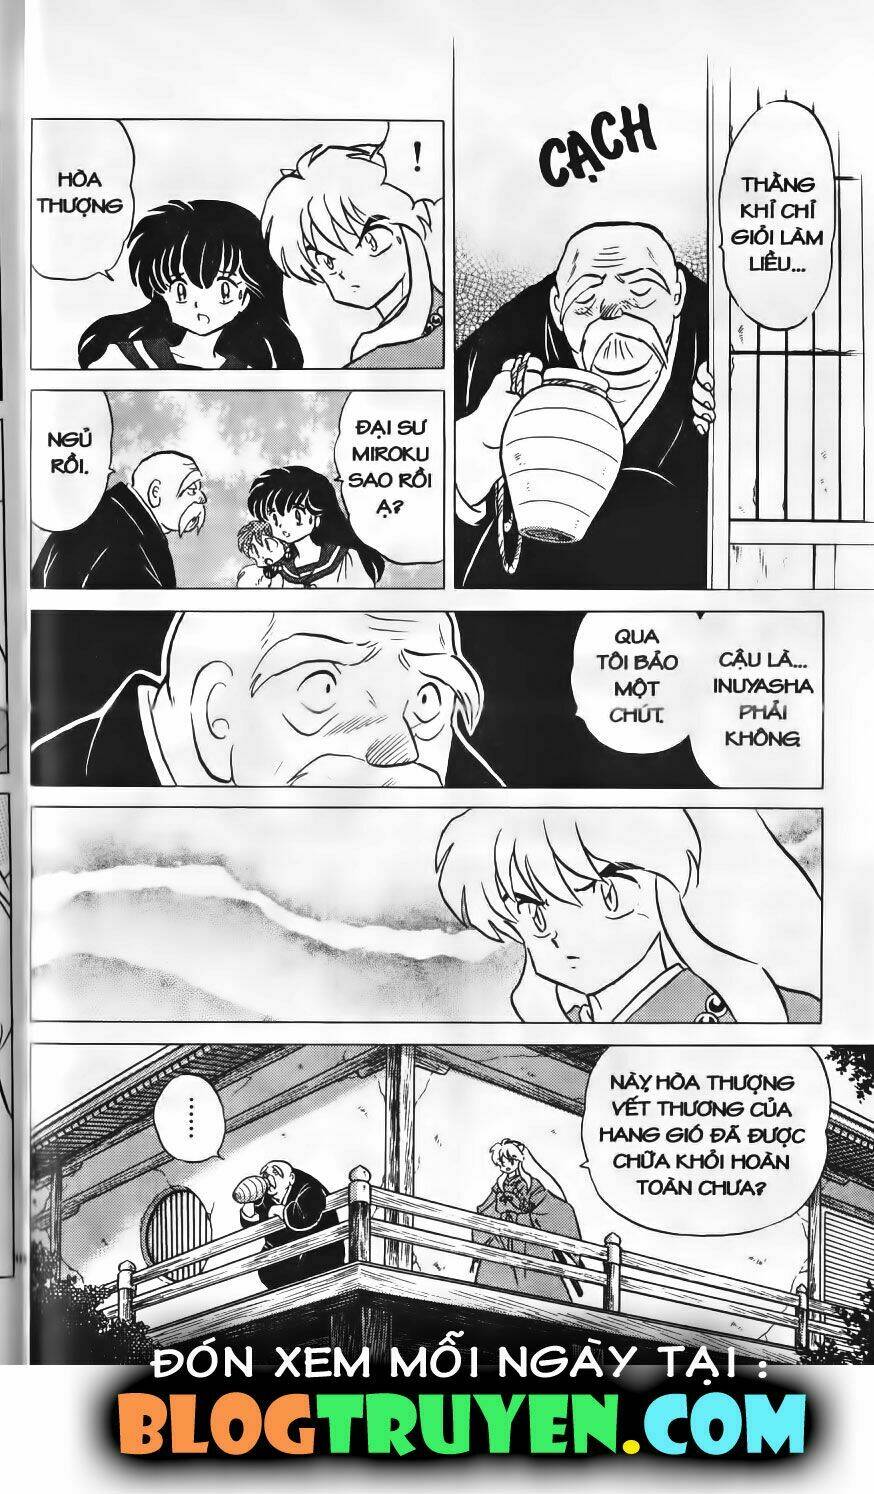 THẰNG
KHỈ CHỈ
GIỎI LÀM
LIỀU...
CẠCH
!
HÒA
THƯỢNG
ĐẠI SƯ
MIROKU
SAO RỒI
Ạ?
NGỦ
RỒI.
CẬU LÀ...
INUYASHA
PHẢI
KHÔNG.
QUA
TÔI BẢO
MỘT
CHÚT.
NÀY, HÒA THƯỢNG
VẾT THƯƠNG CỦA
HANG GIÓ ĐÃ ĐƯỢC
CHỮA KHỎI HOÀN
TOÀN CHƯA?
......
ĐÓN XEM MỖI NGÀY TẠI :
BLOGTRUYEN.COM